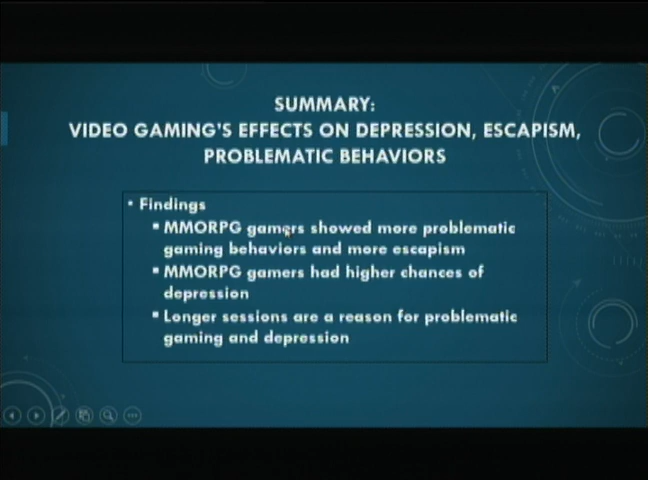 SUMMARY:
VIDEO GAMING'S EFFECTS ON DEPRESSION, ESCAPISM,
PROBLEMATIC BEHAVIORS
• Findings
▪ MMORPG gamers showed more problematic
gaming behaviors and more escapism
▪ MMORPG gamers had higher chances of
depression
▪ Longer sessions are a reason for problematic
gaming and depression